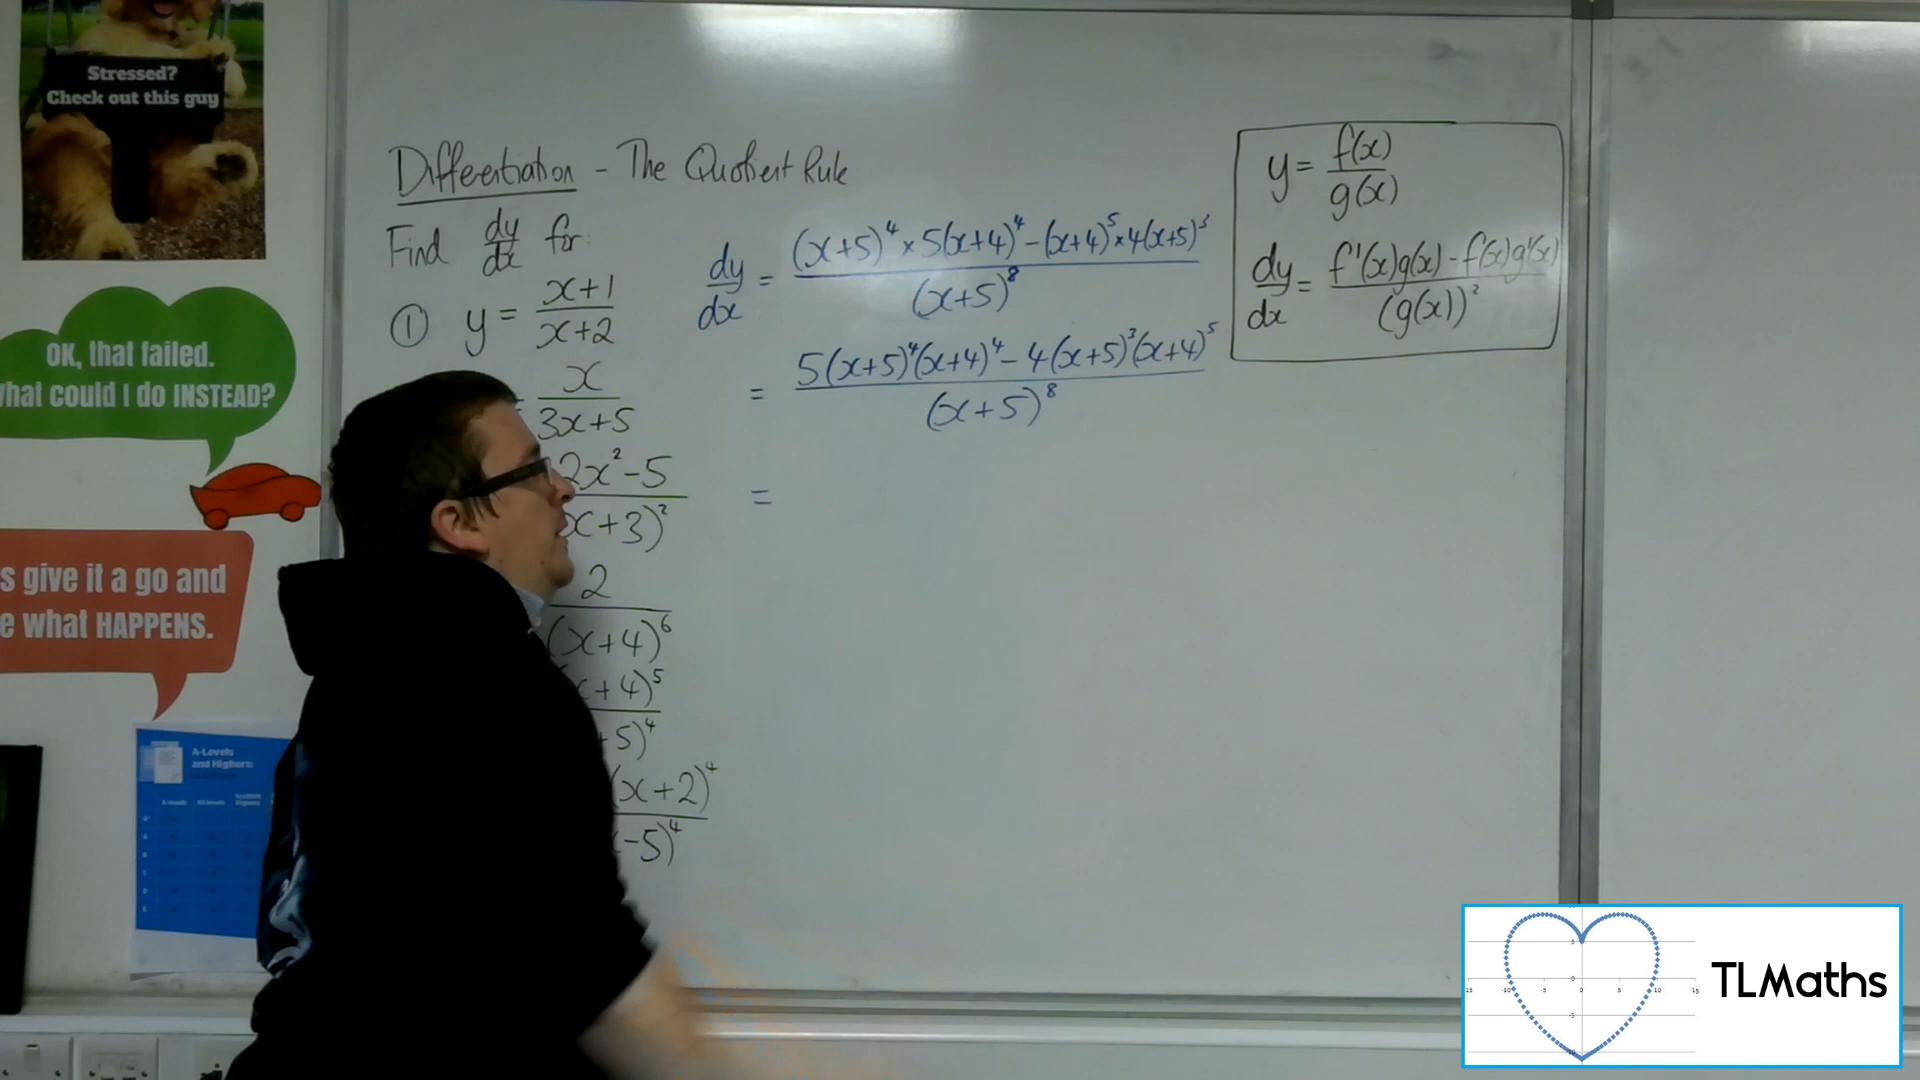 Stressed?
Check out this guy
OK, that failed.
What could I do INSTEAD?
s give it a go and
e what HAPPENS.
A-Levels
and Highers:
Differentiation - The Quotient Rule
Find dy/dx for
① y = (x+1)/(x+2)
= x/(3x+5)
2x²-5
x+3)²
2
(x+4)⁶
x+4)⁵
+5)⁴
(x+2)⁴
-5)⁴
dy/dx = ((x+5)⁴×5(x+4)⁴-(x+4)⁵×4(x+5)³)/(x+5)⁸
= (5(x+5)⁴(x+4)⁴-4(x+5)³(x+4)⁵)/(x+5)⁸
=
y = f(x)/g(x)
dy/dx = (f'(x)g(x)-f(x)g'(x))/(g(x))²
TLMaths